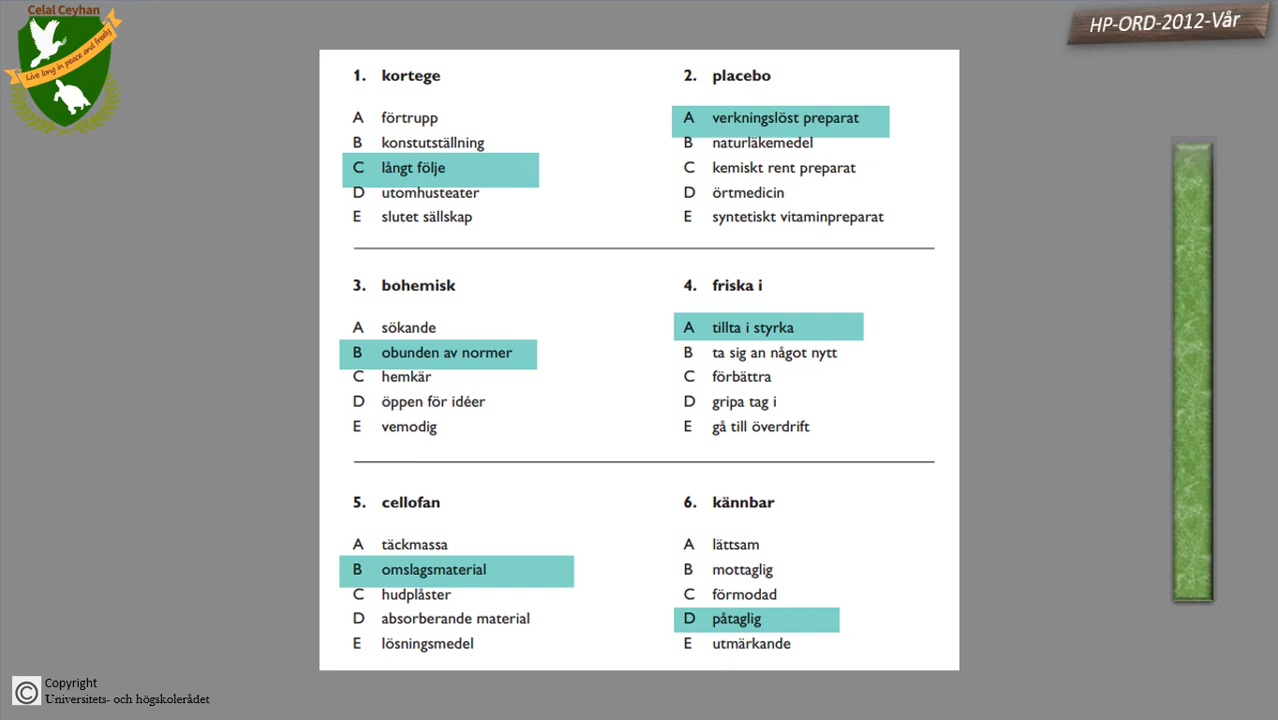 Celal Ceyhan
Live long in peace and freely
HP-ORD-2012-Vår
1. kortege
A förtrupp
B konstutställning
C långt följe
D utomhusteater
E slutet sällskap
2. placebo
A verkningslöst preparat
B naturläkemedel
C kemiskt rent preparat
D örtmedicin
E syntetiskt vitaminpreparat
3. bohemisk
A sökande
B obunden av normer
C hemkär
D öppen för idéer
E vemodig
4. friska i
A tillta i styrka
B ta sig an något nytt
C förbättra
D gripa tag i
E gå till överdrift
5. cellofan
A täckmassa
B omslagsmaterial
C hudplåster
D absorberande material
E lösningsmedel
6. kännbar
A lättsam
B mottaglig
C förmodad
D påtaglig
E utmärkande
© Copyright
Universitets- och högskolerådet